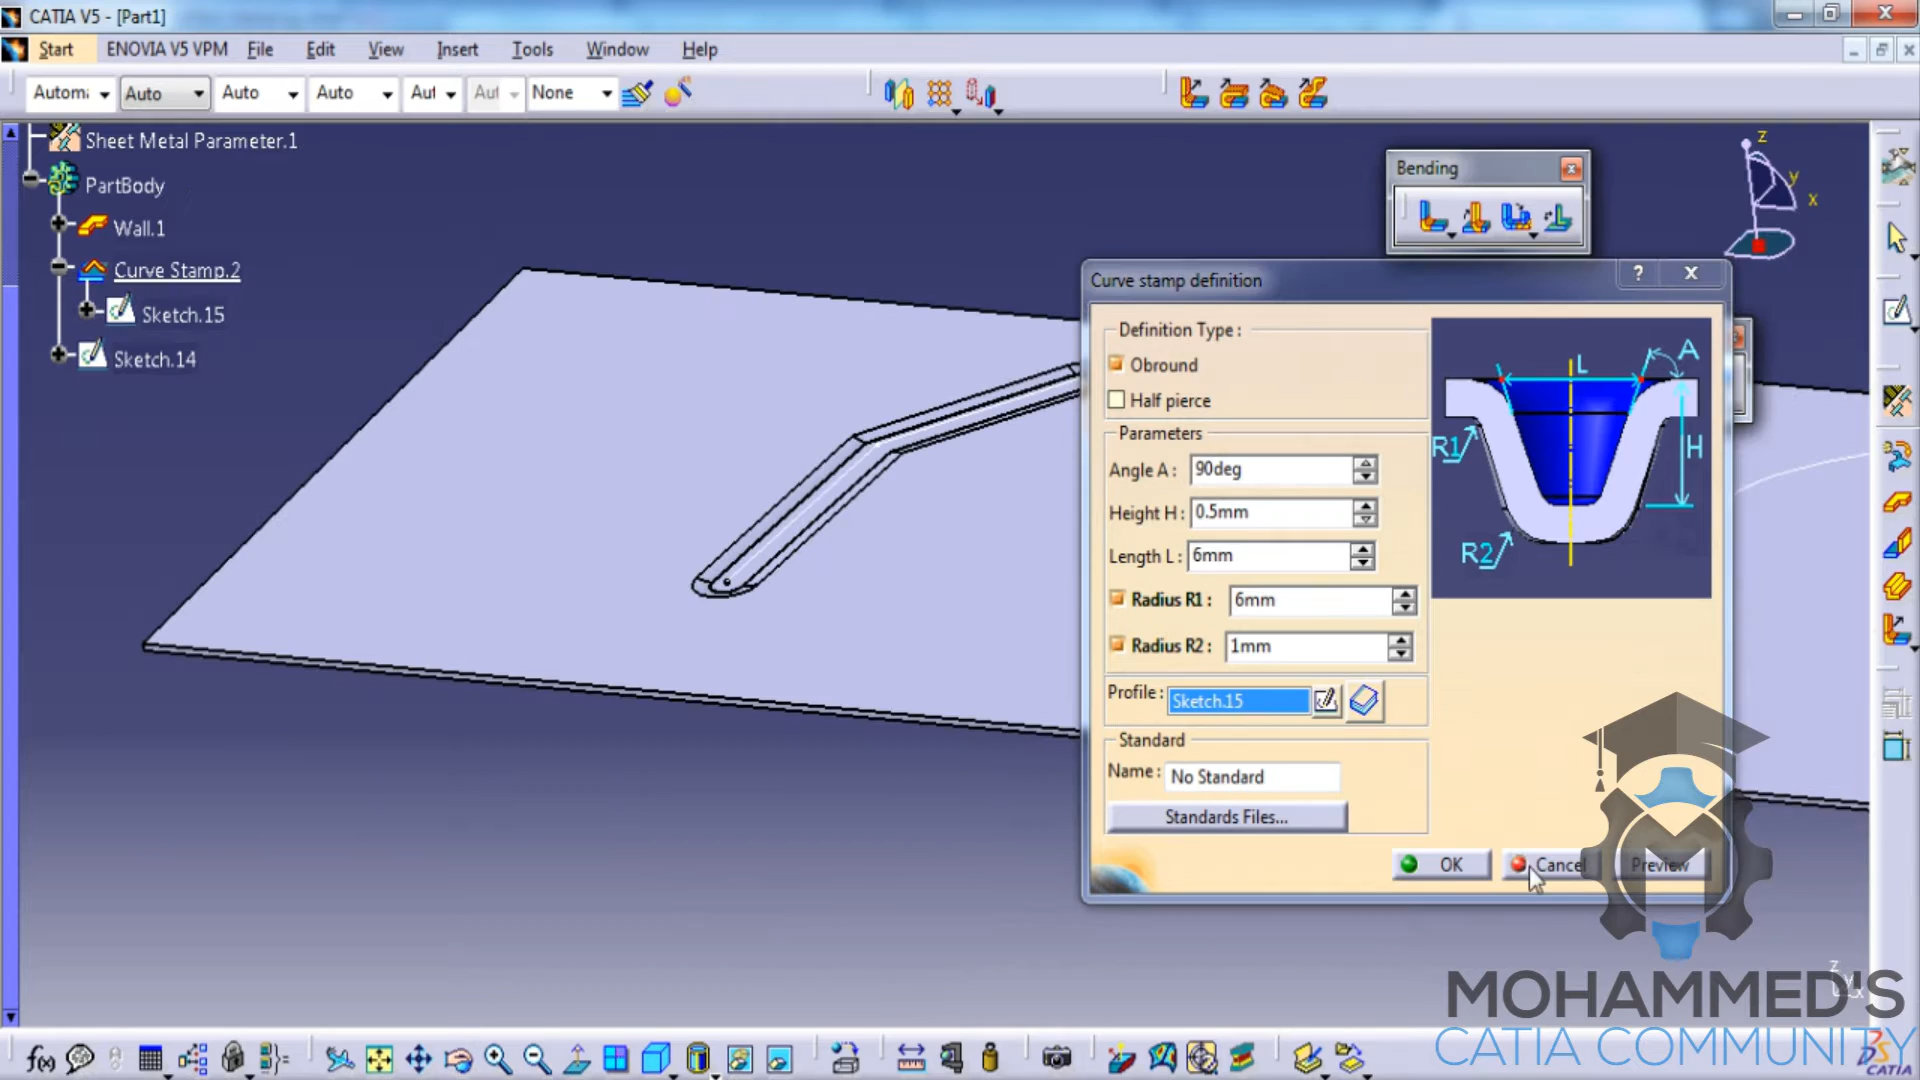 CATIA V5 - [Part1]
Start ENOVIA V5 VPM File Edit View Insert Tools Window Help
Auto Auto Auto None
Sheet Metal Parameter.1
PartBody
Wall.1
Curve Stamp.2
Sketch.15
Sketch.14
Bending
z
y
x
Curve stamp definition
?
X
Definition Type :
Obround
Half pierce
Parameters
Angle A : 90deg
Height H : 0.5mm
Length L : 6mm
Radius R1 : 6mm
Radius R2 : 1mm
Profile : Sketch.15
Standard
Name : No Standard
Standards Files...
OK Cancel Preview
L
A
R1
H
R2
M
MOHAMMED'S
CATIA COMMUNITY
f(x)
CATIA